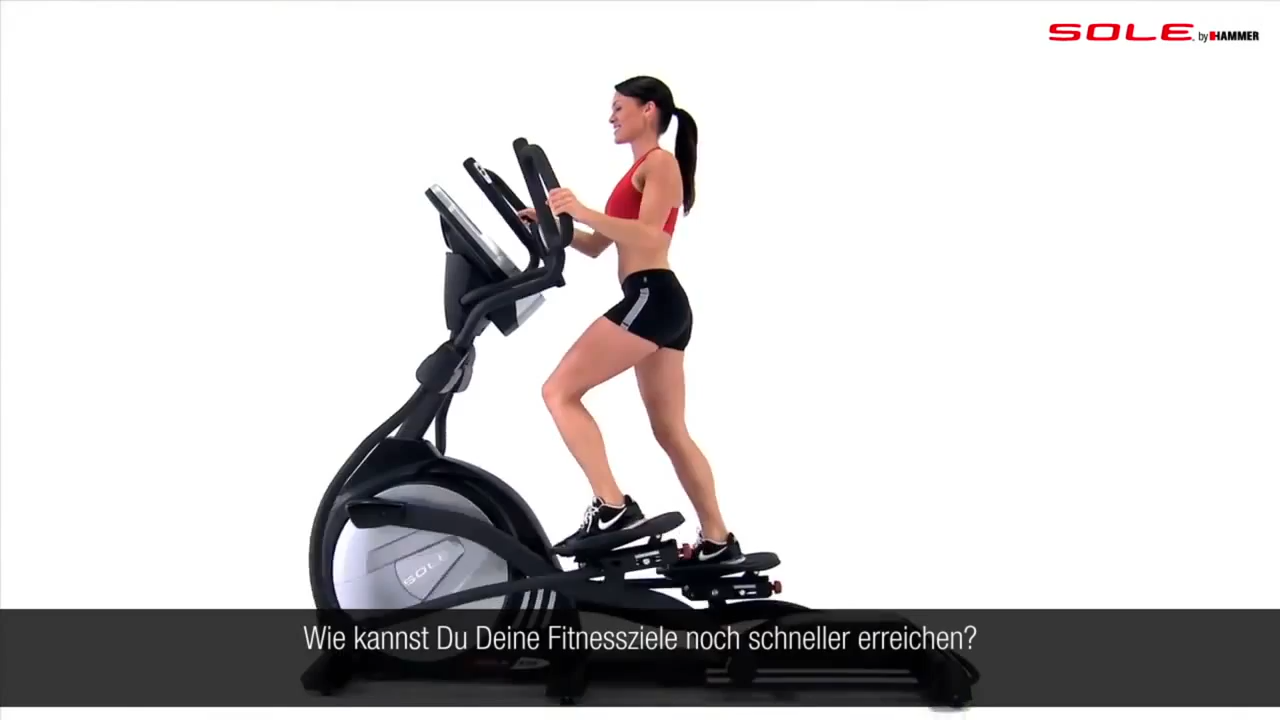 SOLE by HAMMER
SOLE
Wie kannst Du Deine Fitnessziele noch schneller erreichen?